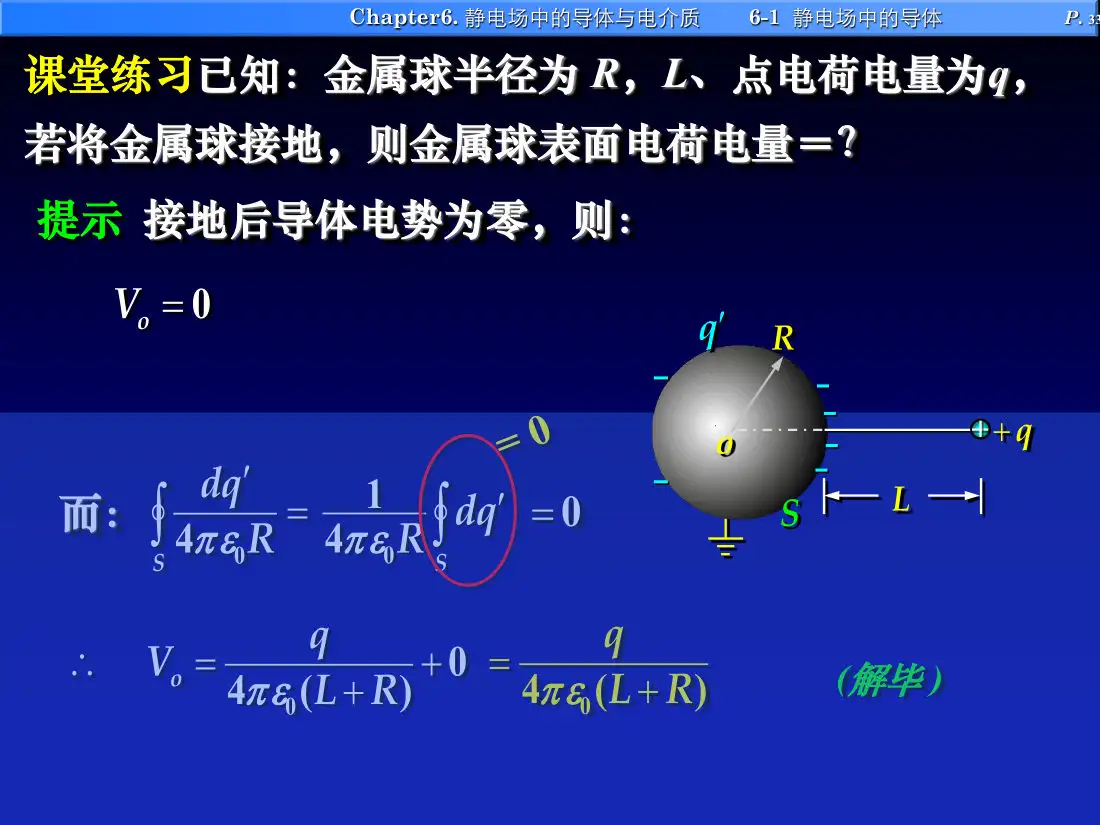 Chapter6. 静电场中的导体与电介质 6-1 静电场中的导体 P. 33
课堂练习已知：金属球半径为 R，L、点电荷电量为q，
若将金属球接地，则金属球表面电荷电量＝？
提示 接地后导体电势为零，则：
V_o = 0
q′ R
o + q
S L
= 0
而： ∮_S dq′/(4πε₀R) = 1/(4πε₀R) ∮_S dq′ = 0
∴ V_o = q/(4πε₀(L+R)) + 0 = q/(4πε₀(L+R)) (解毕)